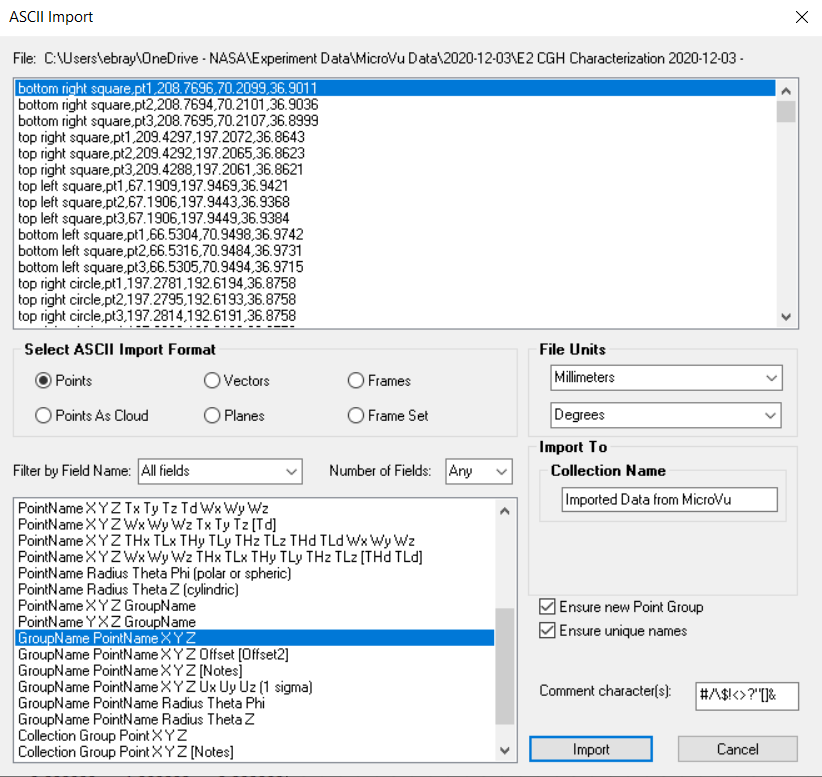 ASCII Import
File: C:\Users\ebray\OneDrive - NASA\Experiment Data\MicroVu Data\2020-12-03\E2 CGH Characterization 2020-12-03 -
bottom right square,pt1,208.7696,70.2099,36.9011
bottom right square,pt2,208.7694,70.2101,36.9036
bottom right square,pt3,208.7695,70.2107,36.8999
top right square,pt1,209.4297,197.2072,36.8643
top right square,pt2,209.4292,197.2065,36.8623
top right square,pt3,209.4288,197.2061,36.8621
top left square,pt1,67.1909,197.9469,36.9421
top left square,pt2,67.1906,197.9443,36.9368
top left square,pt3,67.1906,197.9449,36.9384
bottom left square,pt1,66.5304,70.9498,36.9742
bottom left square,pt2,66.5316,70.9484,36.9731
bottom left square,pt3,66.5305,70.9494,36.9715
top right circle,pt1,197.2781,192.6194,36.8758
top right circle,pt2,197.2795,192.6193,36.8758
top right circle,pt3,197.2814,192.6191,36.8758
Select ASCII Import Format
Points
Vectors
Frames
Points As Cloud
Planes
Frame Set
File Units
Millimeters
Degrees
Filter by Field Name: All fields
Number of Fields: Any
Import To
Collection Name
Imported Data from MicroVu
PointName X Y Z Tx Ty Tz Td Wx Wy Wz
PointName X Y Z Wx Wy Wz Tx Ty Tz [Td]
PointName X Y Z THx TLx THy TLy THz TLz THd TLd Wx Wy Wz
PointName X Y Z Wx Wy Wz THx TLx THy TLy THz TLz [THd TLd]
PointName Radius Theta Phi (polar or spheric)
PointName Radius Theta Z (cylindric)
PointName X Y Z GroupName
PointName Y X Z GroupName
GroupName PointName X Y Z
GroupName PointName X Y Z Offset [Offset2]
GroupName PointName X Y Z [Notes]
GroupName PointName X Y Z Ux Uy Uz (1 sigma)
GroupName PointName Radius Theta Phi
GroupName PointName Radius Theta Z
Collection Group Point X Y Z
Collection Group Point X Y Z [Notes]
Ensure new Point Group
Ensure unique names
Comment character(s): #/\$!<>?"'[]&
Import
Cancel